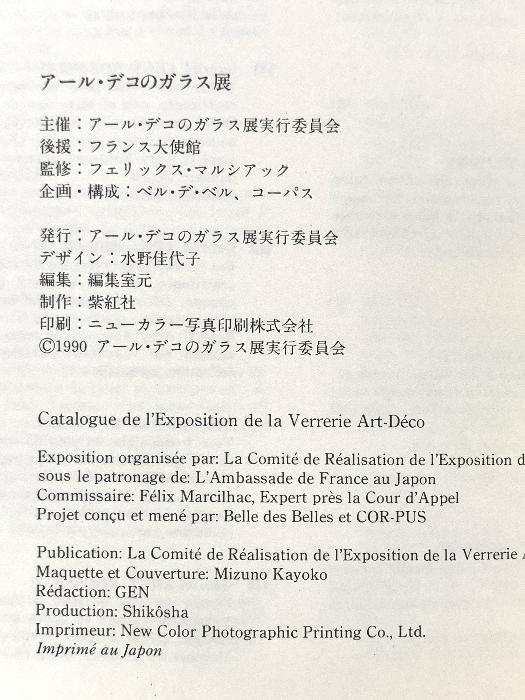 アール・デコのガラス展
主催：アール・デコのガラス展実行委員会
後援：フランス大使館
監修：フェリックス・マルシアック
企画・構成：ベル・デ・ベル、コーパス
発行：アール・デコのガラス展実行委員会
デザイン：水野佳代子
編集：編集室元
制作：紫紅社
印刷：ニューカラー写真印刷株式会社
©1990 アール・デコのガラス展実行委員会
Catalogue de l'Exposition de la Verrerie Art-Déco
Exposition organisée par: La Comité de Réalisation de l'Exposition d
sous le patronage de: L'Ambassade de France au Japon
Commissaire: Félix Marcilhac, Expert près la Cour d'Appel
Projet conçu et mené par: Belle des Belles et COR-PUS
Publication: La Comité de Réalisation de l'Exposition de la Verrerie A
Maquette et Couverture: Mizuno Kayoko
Rédaction: GEN
Production: Shikôsha
Imprimeur: New Color Photographic Printing Co., Ltd.
Imprimé au Japon